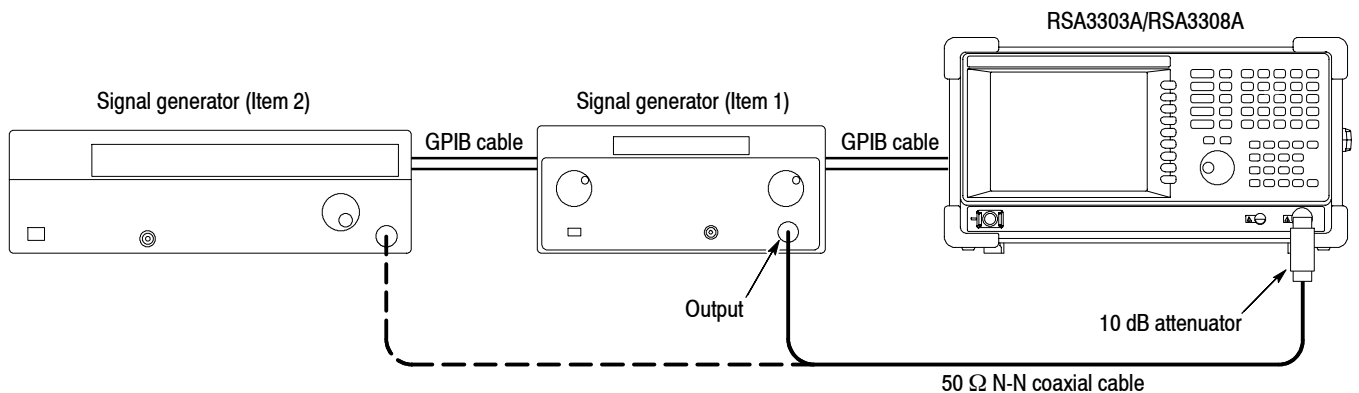 RSA3303A/RSA3308A
Signal generator (Item 2)
Signal generator (Item 1)
GPIB cable
GPIB cable
Output
10 dB attenuator
50 Ω N-N coaxial cable